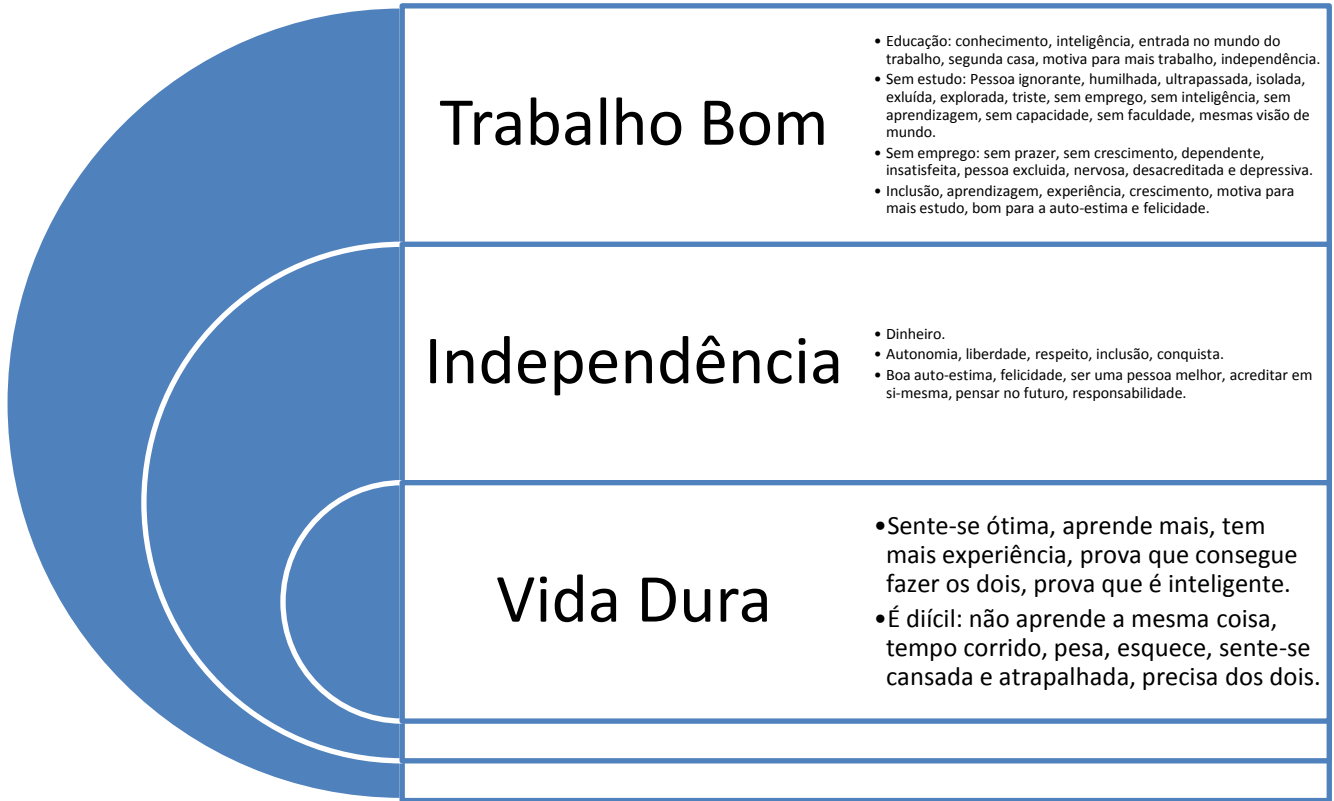 Trabalho Bom
• Educação: conhecimento, inteligência, entrada no mundo do
trabalho, segunda casa, motiva para mais trabalho, independência.
• Sem estudo: Pessoa ignorante, humilhada, ultrapassada, isolada,
exluída, explorada, triste, sem emprego, sem inteligência, sem
aprendizagem, sem capacidade, sem faculdade, mesmas visão de
mundo.
• Sem emprego: sem prazer, sem crescimento, dependente,
insatisfeita, pessoa excluida, nervosa, desacreditada e depressiva.
• Inclusão, aprendizagem, experiência, crescimento, motiva para
mais estudo, bom para a auto-estima e felicidade.
Independência
• Dinheiro.
• Autonomia, liberdade, respeito, inclusão, conquista.
• Boa auto-estima, felicidade, ser uma pessoa melhor, acreditar em
si-mesma, pensar no futuro, responsabilidade.
Vida Dura
•Sente-se ótima, aprende mais, tem
mais experiência, prova que consegue
fazer os dois, prova que é inteligente.
•É diícil: não aprende a mesma coisa,
tempo corrido, pesa, esquece, sente-se
cansada e atrapalhada, precisa dos dois.